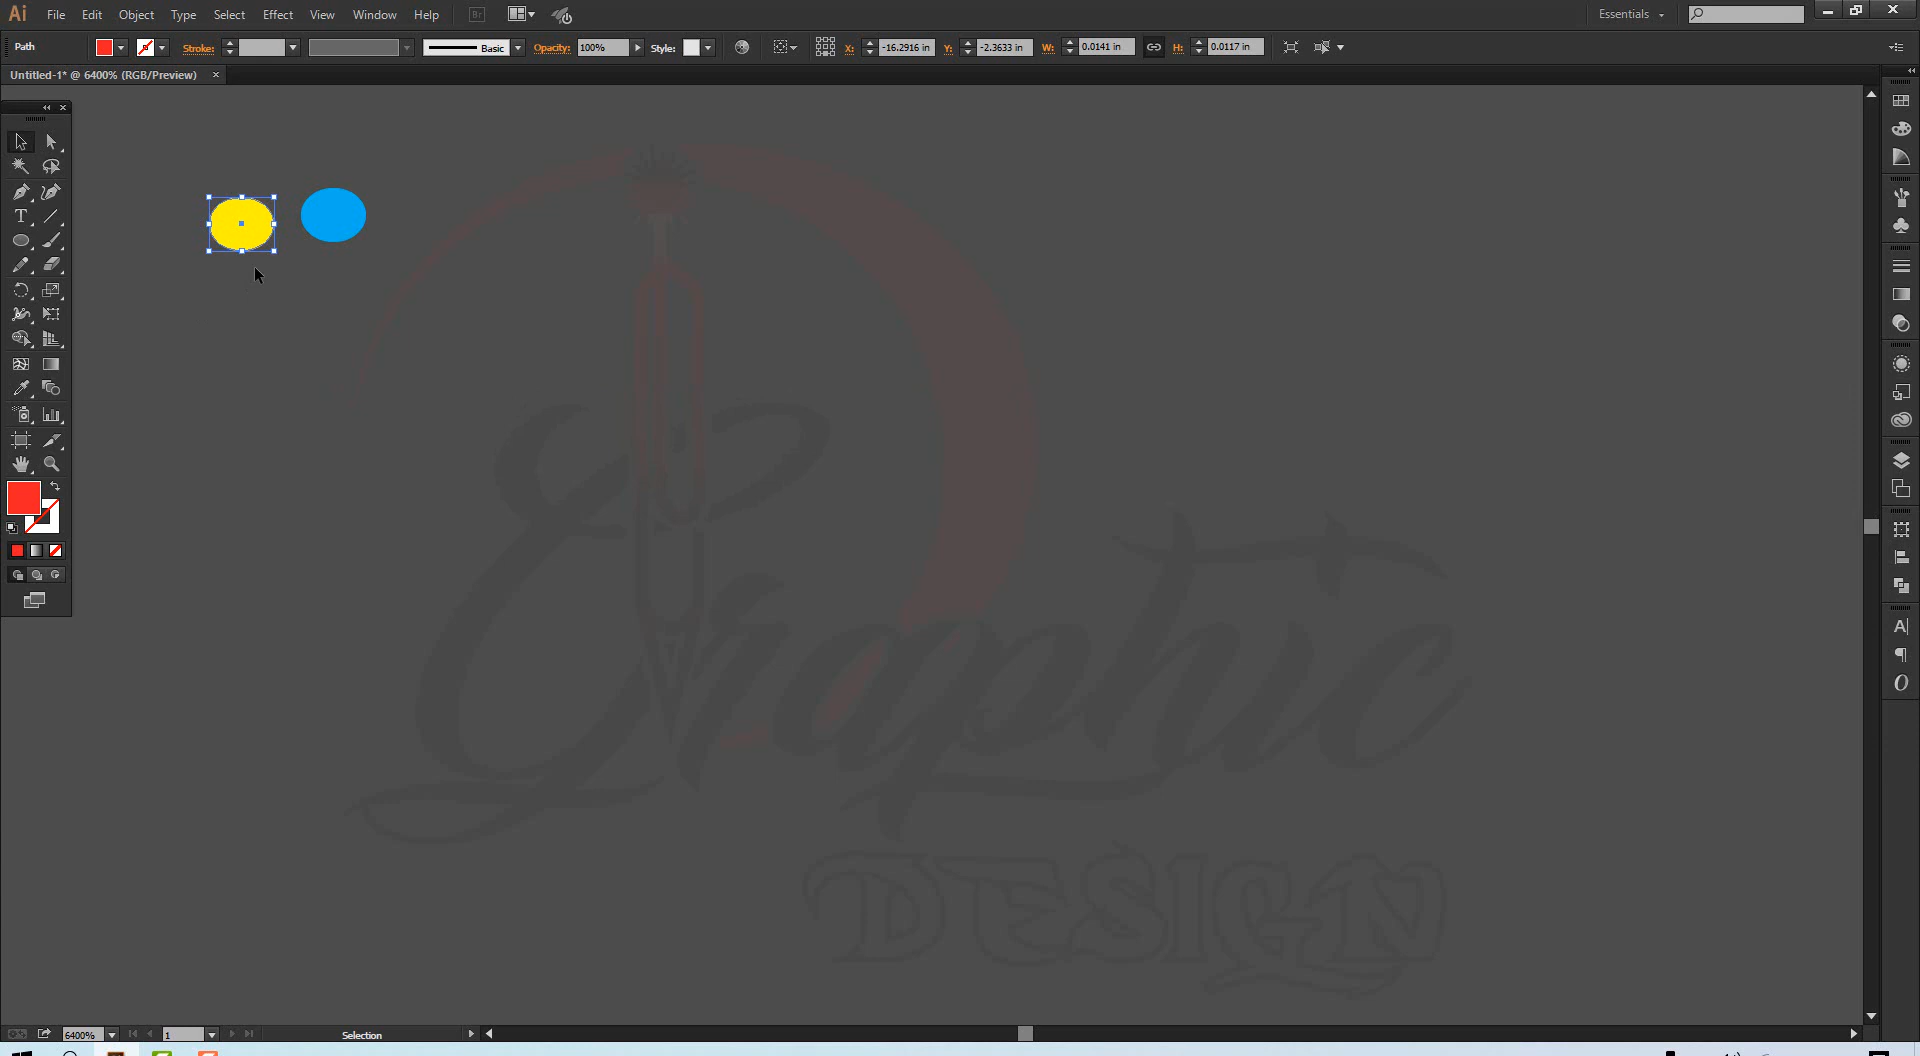 Ai File Edit Object Type Select Effect View Window Help Br Essentials
Path Stroke: Basic Opacity: 100% Style: X: -16.2916 in Y: -2.3633 in W: 0.0141 in H: 0.0117 in
Untitled-1* @ 6400% (RGB/Preview)
Graphic
DESIGN
6400% 1 Selection